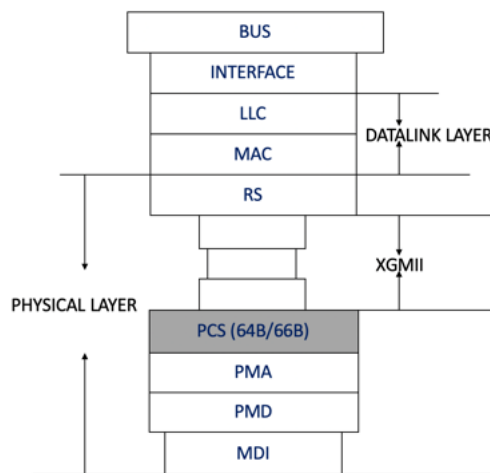 BUS
INTERFACE
LLC
DATALINK LAYER
MAC
RS
XGMII
PHYSICAL LAYER
PCS (64B/66B)
PMA
PMD
MDI